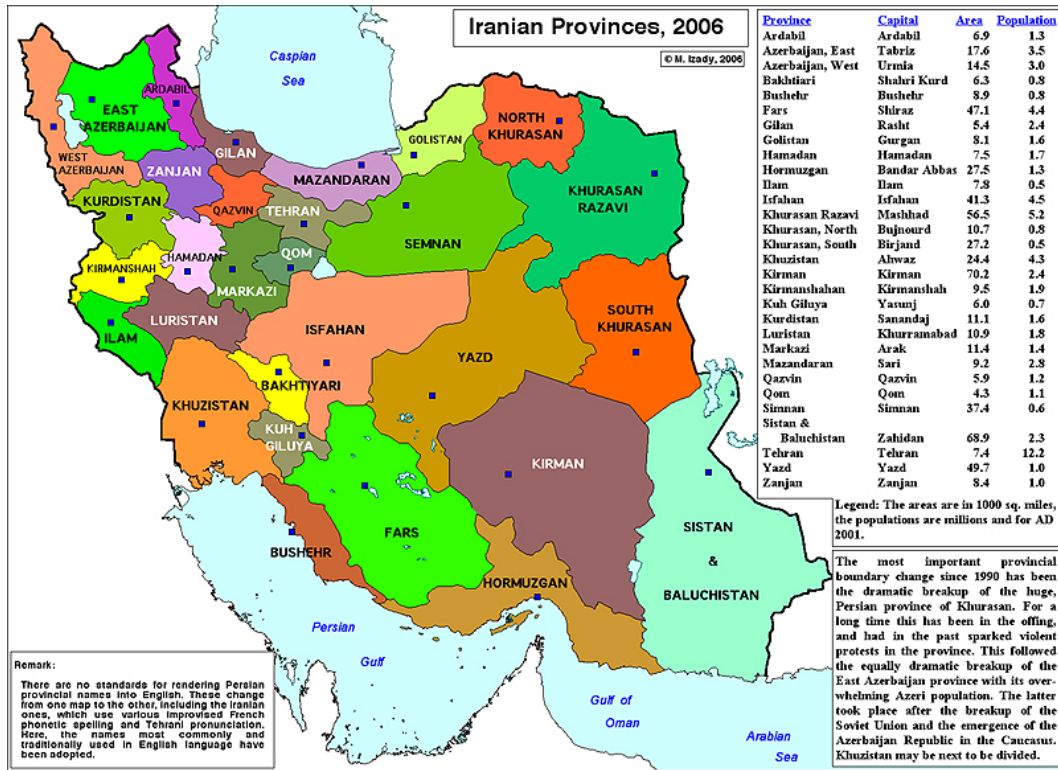 Iranian Provinces, 2006
© M. Izady, 2006
Caspian
Sea
ARDABIL
EAST
AZERBAIJAN
WEST
AZERBAIJAN
GILAN
ZANJAN
MAZANDARAN
GOLISTAN
NORTH
KHURASAN
KHURASAN
RAZAVI
KURDISTAN
QAZVIN
TEHRAN
SEMNAN
HAMADAN
QOM
KIRMANSHAH
MARKAZI
ILAM
LURISTAN
ISFAHAN
YAZD
SOUTH
KHURASAN
BAKHTIYARI
KHUZISTAN
KUH
GILUYA
KIRMAN
FARS
BUSHEHR
SISTAN
&
BALUCHISTAN
HORMUZGAN
Persian
Gulf
Gulf of
Oman
Arabian
Sea
Province Capital Area Population
Ardabil Ardabil 6.9 1.3
Azerbaijan, East Tabriz 17.6 3.5
Azerbaijan, West Urmia 14.5 3.0
Bakhtiari Shahri Kurd 6.3 0.8
Bushehr Bushehr 8.9 0.8
Fars Shiraz 47.1 4.4
Gilan Rasht 5.4 2.4
Golistan Gurgan 8.1 1.6
Hamadan Hamadan 7.5 1.7
Hormuzgan Bandar Abbas 27.5 1.3
Ilam Ilam 7.8 0.5
Isfahan Isfahan 41.3 4.5
Khurasan Razavi Mashhad 56.5 5.2
Khurasan, North Bujnourd 10.7 0.8
Khurasan, South Birjand 27.2 0.5
Khuzistan Ahwaz 24.4 4.3
Kirman Kirman 70.2 2.4
Kirmanshahan Kirmanshah 9.5 1.9
Kuh Giluya Yasunj 6.0 0.7
Kurdistan Sanandaj 11.1 1.6
Luristan Khurramabad 10.9 1.8
Markazi Arak 11.4 1.4
Mazandaran Sari 9.2 2.8
Qazvin Qazvin 5.9 1.2
Qom Qom 4.3 1.1
Simnan Simnan 37.4 0.6
Sistan &
Baluchistan Zahidan 68.9 2.3
Tehran Tehran 7.4 12.2
Yazd Yazd 49.7 1.0
Zanjan Zanjan 8.4 1.0
Legend: The areas are in 1000 sq. miles,
the populations are millions and for AD
2001.
The most important provincial
boundary change since 1990 has been
the dramatic breakup of the huge,
Persian province of Khurasan. For a
long time this has been in the offing,
and had in the past sparked violent
protests in the province. This followed
the equally dramatic breakup of the
East Azerbaijan province with its over-
whelming Azeri population. The latter
took place after the breakup of the
Soviet Union and the emergence of the
Azerbaijan Republic in the Caucasus.
Khuzistan may be next to be divided.
Remark:
There are no standards for rendering Persian
provincial names into English. These change
from one map to the other, including the Iranian
ones, which use various improvised French
phonetic spelling and Tehrani pronunciation.
Here, the names most commonly and
traditionally used in English language have
been adopted.